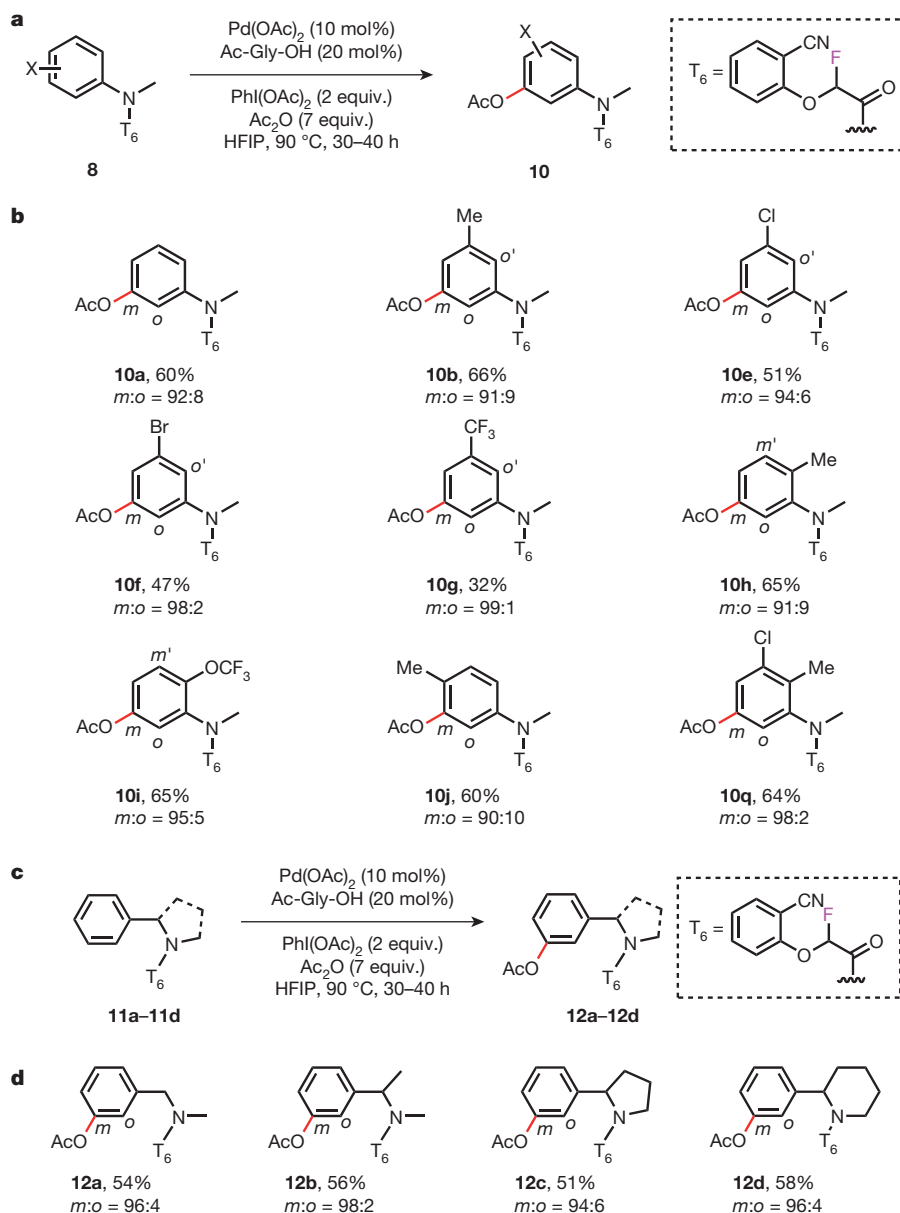 a
Pd(OAc)2 (10 mol%)
Ac-Gly-OH (20 mol%)
PhI(OAc)2 (2 equiv.)
Ac2O (7 equiv.)
HFIP, 90 °C, 30–40 h
X
N
T6
8
X
AcO
N
T6
10
T6 =
CN
F
O
O
b
AcO
m
o
N
T6
10a, 60%
m:o = 92:8
Me
o'
AcO
m
o
N
T6
10b, 66%
m:o = 91:9
Cl
o'
AcO
m
o
N
T6
10e, 51%
m:o = 94:6
Br
o'
AcO
m
o
N
T6
10f, 47%
m:o = 98:2
CF3
o'
AcO
m
o
N
T6
10g, 32%
m:o = 99:1
m'
Me
AcO
m
o
N
T6
10h, 65%
m:o = 91:9
m'
OCF3
AcO
m
o
N
T6
10i, 65%
m:o = 95:5
Me
AcO
m
o
N
T6
10j, 60%
m:o = 90:10
Cl
Me
AcO
m
o
N
T6
10q, 64%
m:o = 98:2
c
N
T6
11a–11d
Pd(OAc)2 (10 mol%)
Ac-Gly-OH (20 mol%)
PhI(OAc)2 (2 equiv.)
Ac2O (7 equiv.)
HFIP, 90 °C, 30–40 h
AcO
N
T6
12a–12d
T6 =
CN
F
O
O
d
AcO
m
o
N
T6
12a, 54%
m:o = 96:4
AcO
m
o
N
T6
12b, 56%
m:o = 98:2
AcO
m
o
N
T6
12c, 51%
m:o = 94:6
AcO
m
o
N
T6
12d, 58%
m:o = 96:4